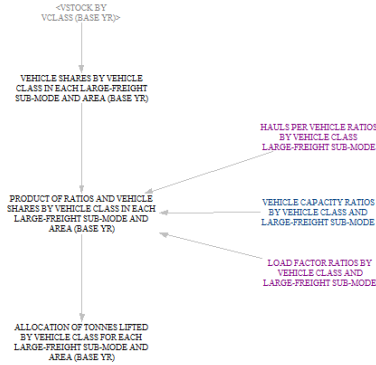 <VSTOCK BY
VCLASS (BASE YR)>
VEHICLE SHARES BY VEHICLE
CLASS IN EACH LARGE-FREIGHT
SUB-MODE AND AREA (BASE YR)
HAULS PER VEHICLE RATIOS
BY VEHICLE CLASS
LARGE-FREIGHT SUB-MODE
PRODUCT OF RATIOS AND VEHICLE
SHARES BY VEHICLE CLASS IN EACH
LARGE-FREIGHT SUB-MODE AND
AREA (BASE YR)
VEHICLE CAPACITY RATIOS
BY VEHICLE CLASS AND
LARGE-FREIGHT SUB-MODE
LOAD FACTOR RATIOS BY
VEHICLE CLASS AND
LARGE-FREIGHT SUB-MODE
ALLOCATION OF TONNES LIFTED
BY VEHICLE CLASS FOR EACH
LARGE-FREIGHT SUB-MODE AND
AREA (BASE YR)